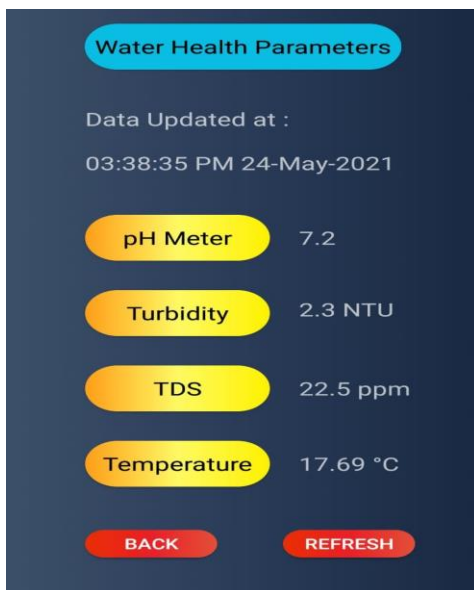 Water Health Parameters
Data Updated at :
03:38:35 PM 24-May-2021
pH Meter 7.2
Turbidity 2.3 NTU
TDS 22.5 ppm
Temperature 17.69 °C
BACK REFRESH